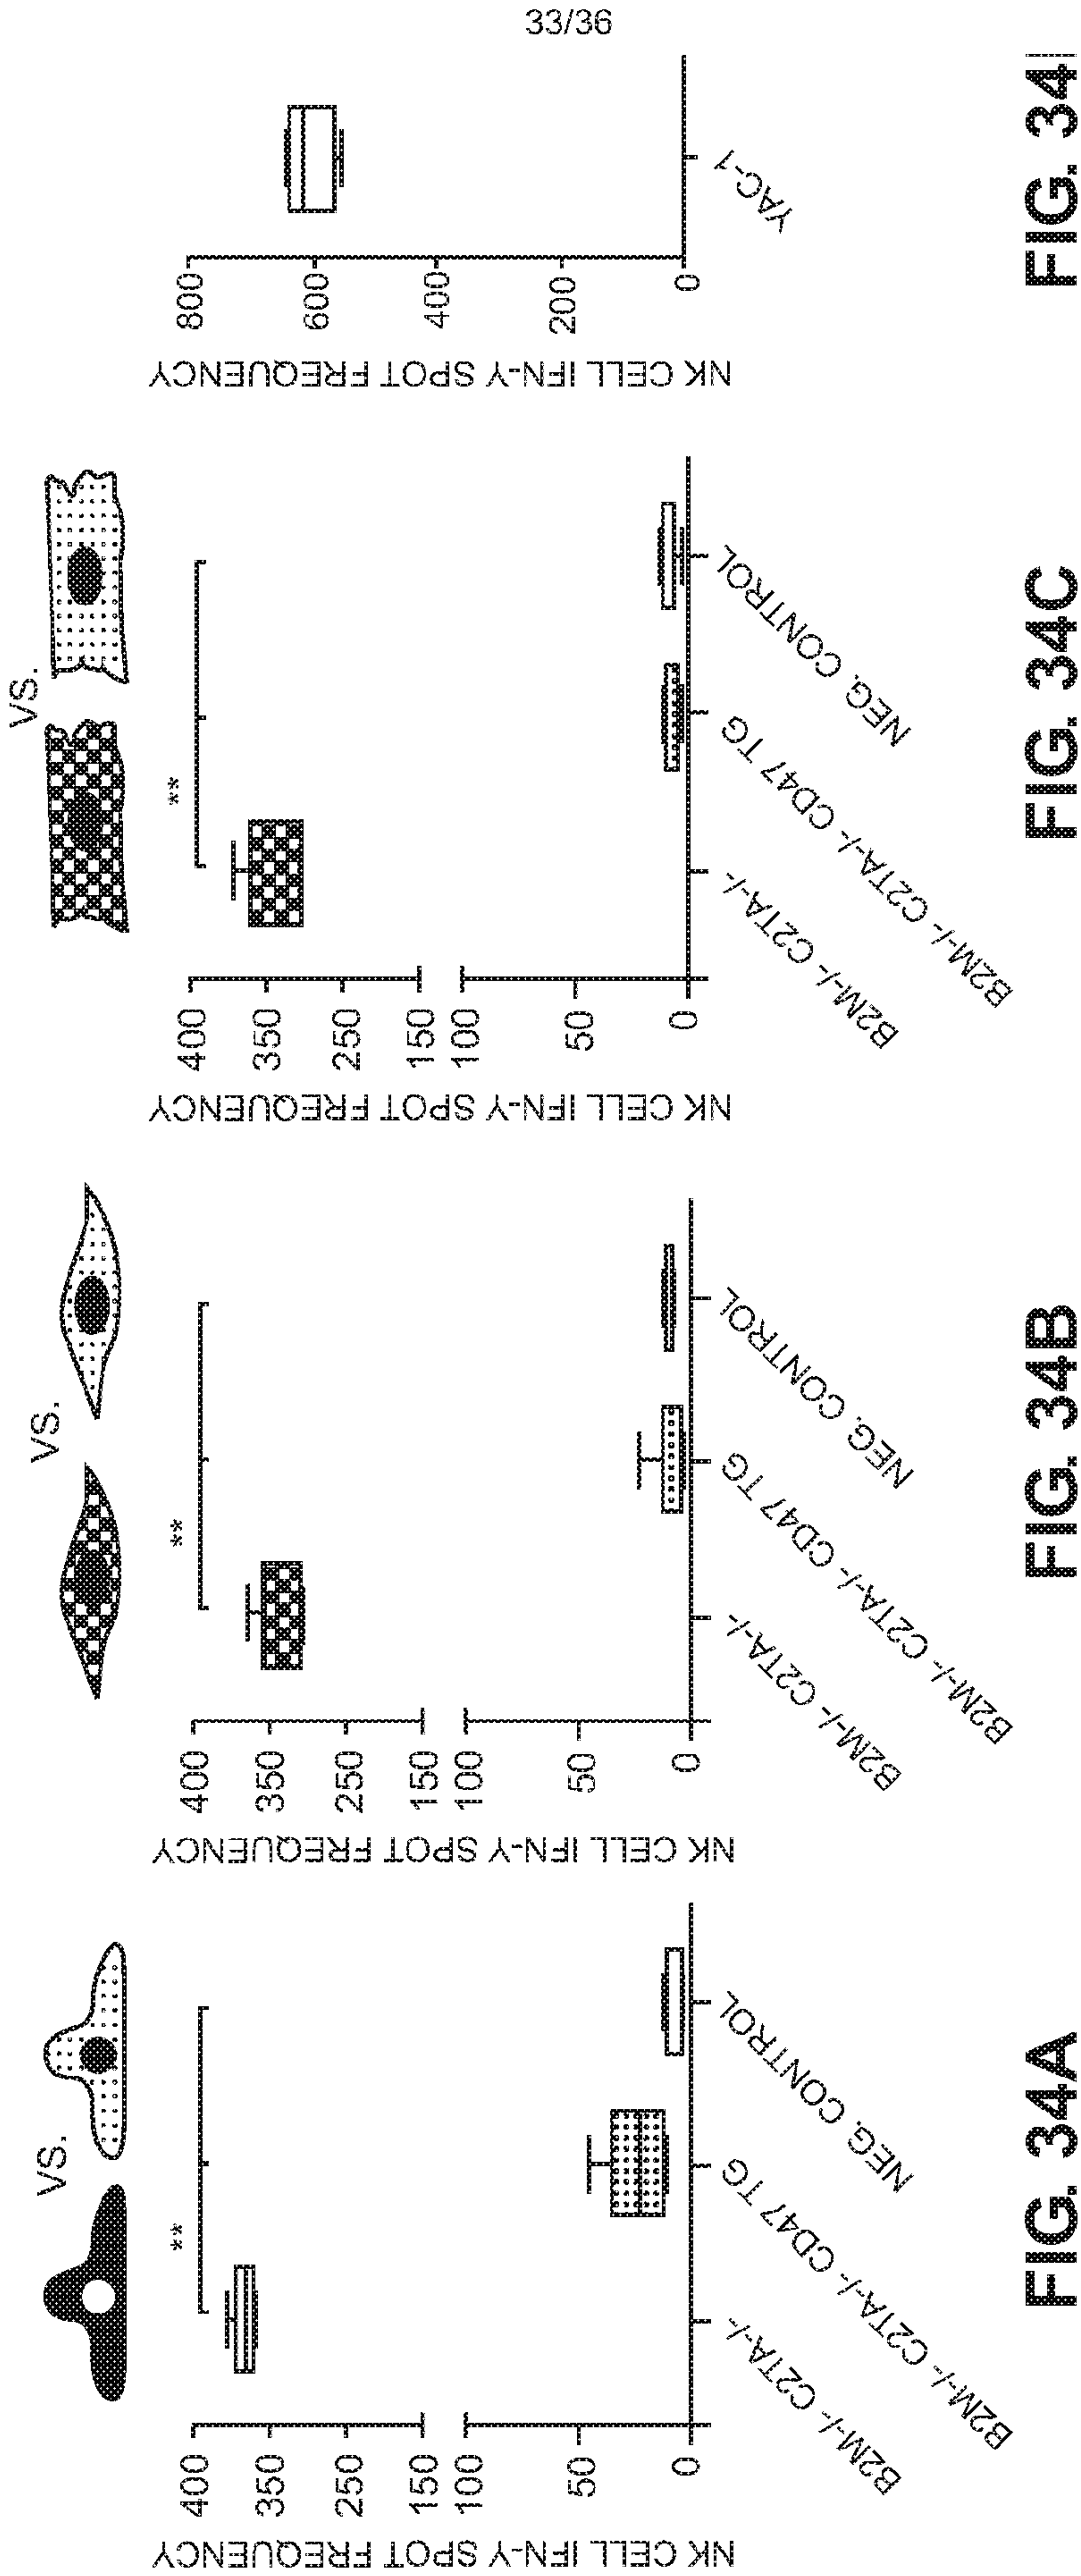 33/36
VS.
**
NK CELL IFN-Y SPOT FREQUENCY
400
350
250
150
100
50
0
B2M-/- C2TA-/-
B2M-/- C2TA-/- CD47 TG
NEG. CONTROL
FIG. 34A
VS.
**
NK CELL IFN-Y SPOT FREQUENCY
400
350
250
150
100
50
0
B2M-/- C2TA-/-
B2M-/- C2TA-/- CD47 TG
NEG. CONTROL
FIG. 34B
VS.
**
NK CELL IFN-Y SPOT FREQUENCY
400
350
250
150
100
50
0
B2M-/- C2TA-/-
B2M-/- C2TA-/- CD47 TG
NEG. CONTROL
FIG. 34C
NK CELL IFN-Y SPOT FREQUENCY
800
600
400
200
0
YAC-1
FIG. 34